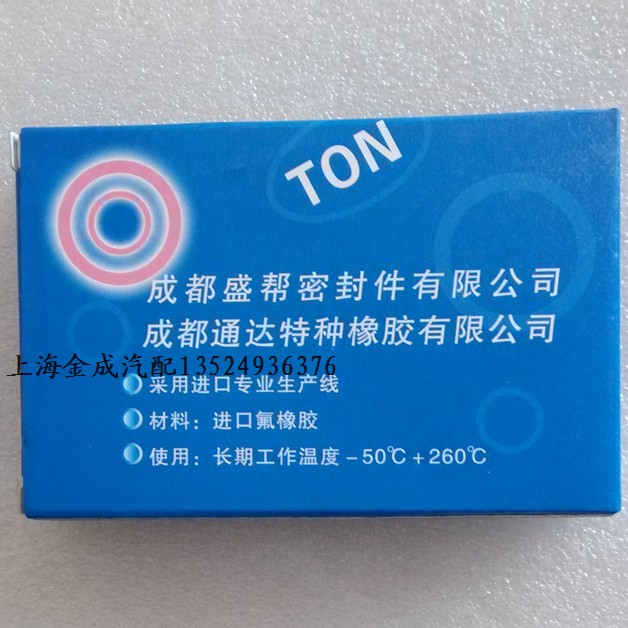 TON
成都盛帮密封件有限公司
成都通达特种橡胶有限公司
上海金成汽配13524936376
采用进口专业生产线
材料：进口氟橡胶
使用：长期工作温度－50℃＋260℃